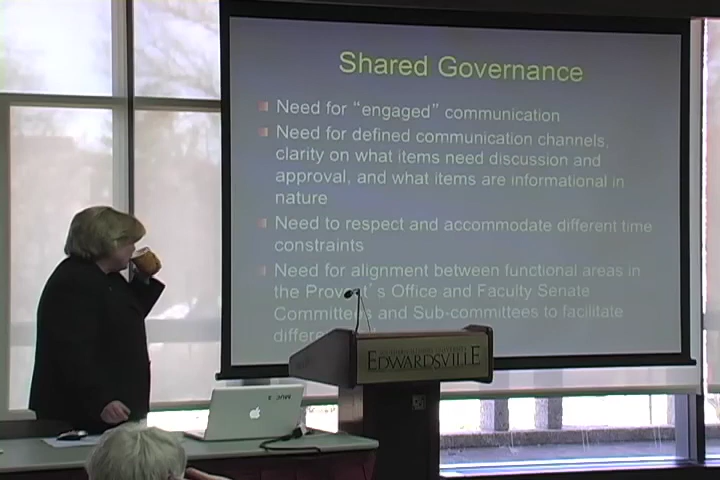 Shared Governance
Need for “engaged” communication
Need for defined communication channels,
clarity on what items need discussion and
approval, and what items are informational in
nature
Need to respect and accommodate different time
constraints
Need for alignment between functional areas in
the Office and Faculty Senate
and Sub-committees to facilitate
EDWARDSVILLE
MUC 2